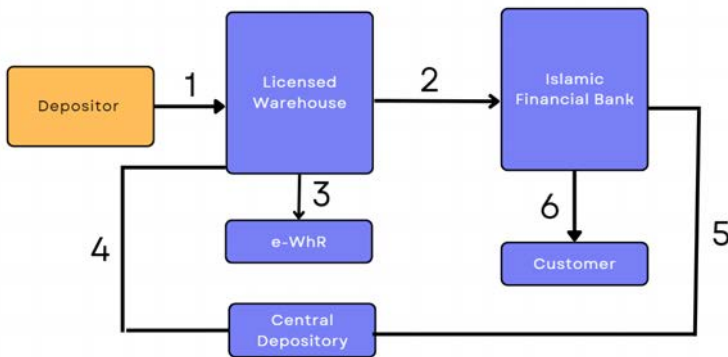 Depositor
1
Licensed
Warehouse
2
Islamic
Financial Bank
3
e-WhR
4
5
6
Customer
Central
Depository